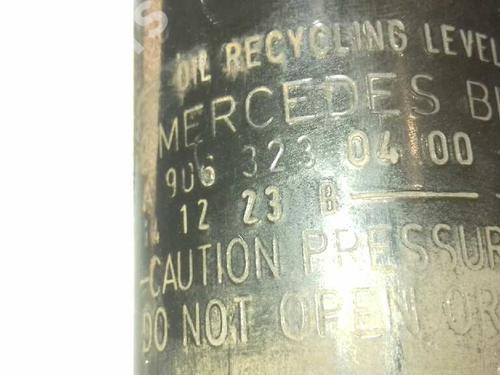 OIL RECYCLING LEVEL
MERCEDES B
A 906 323 04 00
12 23 B
CAUTION PRESSUR
DO NOT OPEN OR